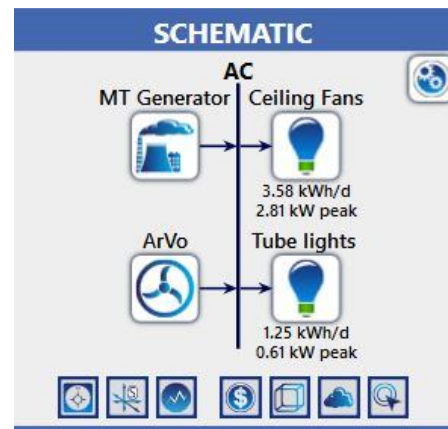 SCHEMATIC
AC
MT Generator Ceiling Fans
3.58 kWh/d
2.81 kW peak
ArVo Tube lights
1.25 kWh/d
0.61 kW peak